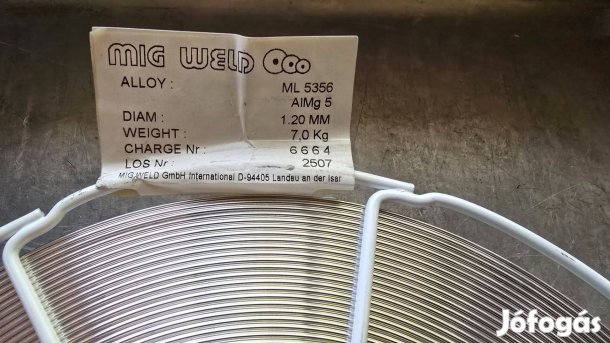 MIG WELD
ALLOY : ML 5356
AlMg 5
DIAM : 1.20 MM
WEIGHT : 7,0 Kg
CHARGE Nr : 6 6 6 4
LOS Nr : 2507
MIG WELD GmbH International D-94405 Landau an der Isar
Jófogás